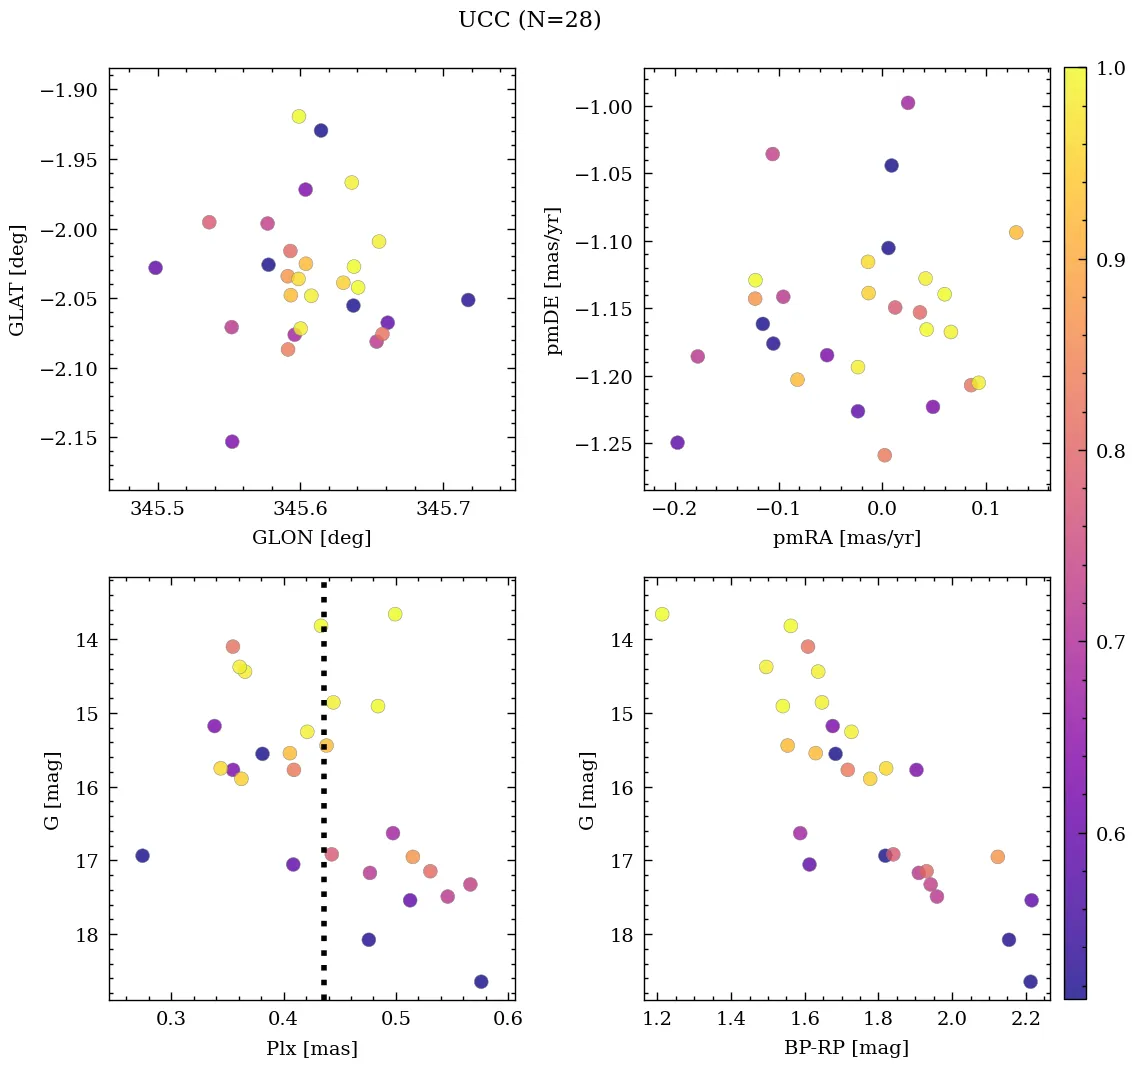 UCC (N=28)
−1.90
−1.95
−2.00
−2.05
−2.10
−2.15
GLAT [deg]
345.5 345.6 345.7
GLON [deg]
−1.00
−1.05
−1.10
−1.15
−1.20
−1.25
pmDE [mas/yr]
−0.2 −0.1 0.0 0.1
pmRA [mas/yr]
14
15
16
17
18
G [mag]
0.3 0.4 0.5 0.6
Plx [mas]
14
15
16
17
18
G [mag]
1.2 1.4 1.6 1.8 2.0 2.2
BP-RP [mag]
1.0
0.9
0.8
0.7
0.6